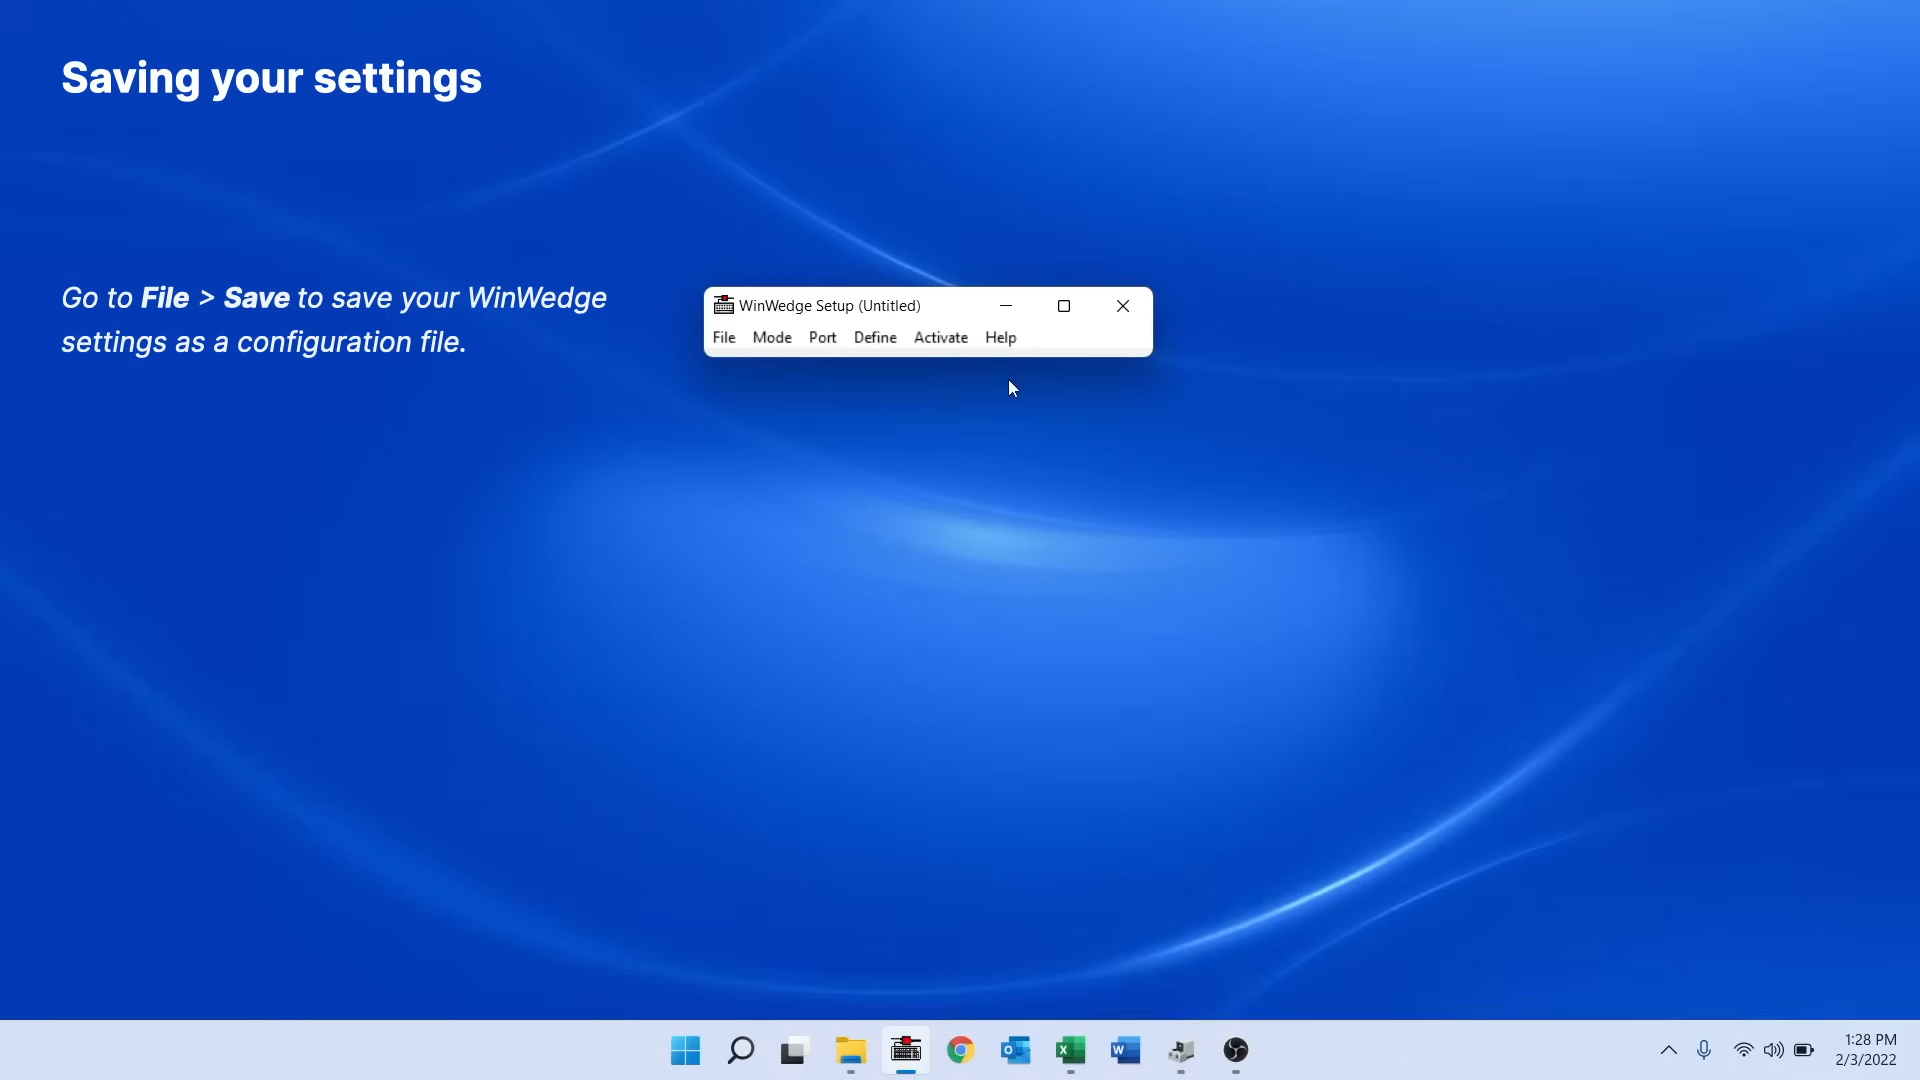 Saving your settings
Go to File > Save to save your WinWedge
settings as a configuration file.
WinWedge Setup (Untitled)
File Mode Port Define Activate Help
1:28 PM
2/3/2022